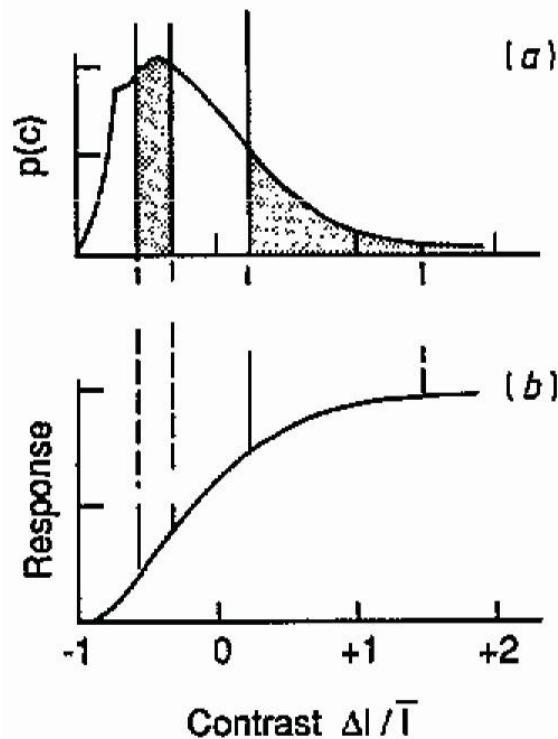 (a)
p(c)
(b)
Response
-1 0 +1 +2
Contrast ΔI / Ī